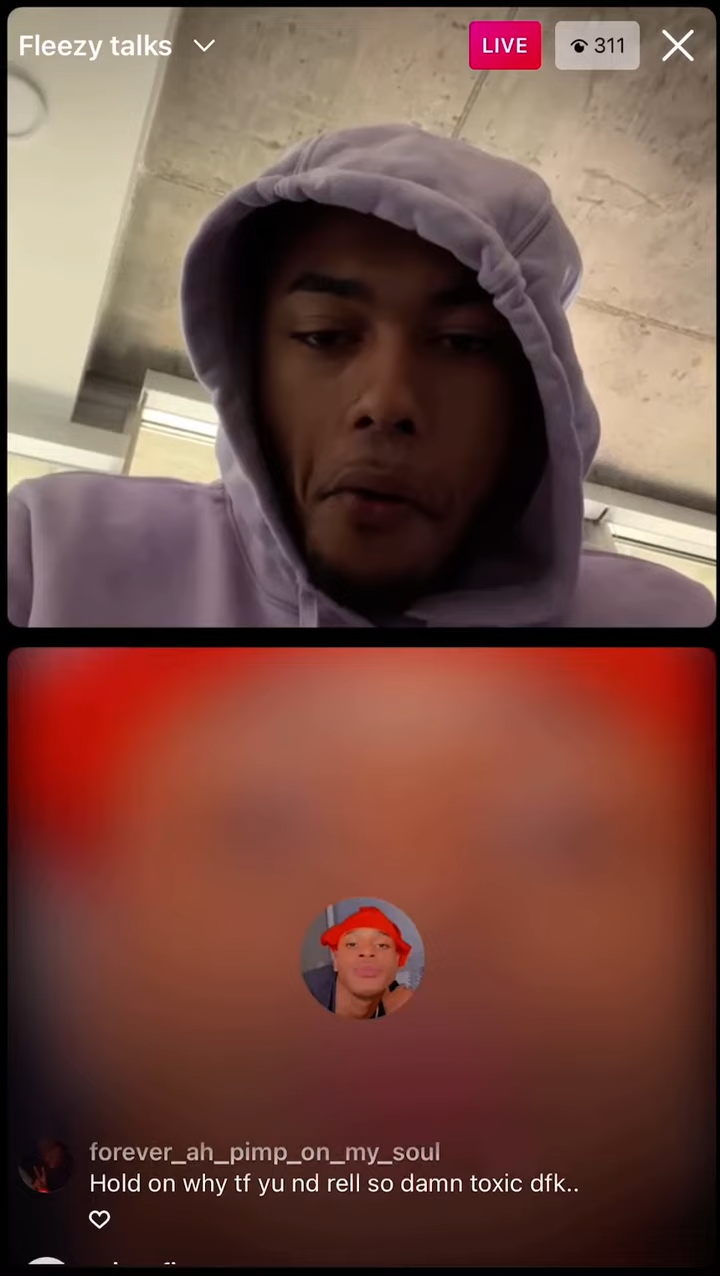 Fleezy talks
LIVE
311
forever_ah_pimp_on_my_soul
Hold on why tf yu nd rell so damn toxic dfk..